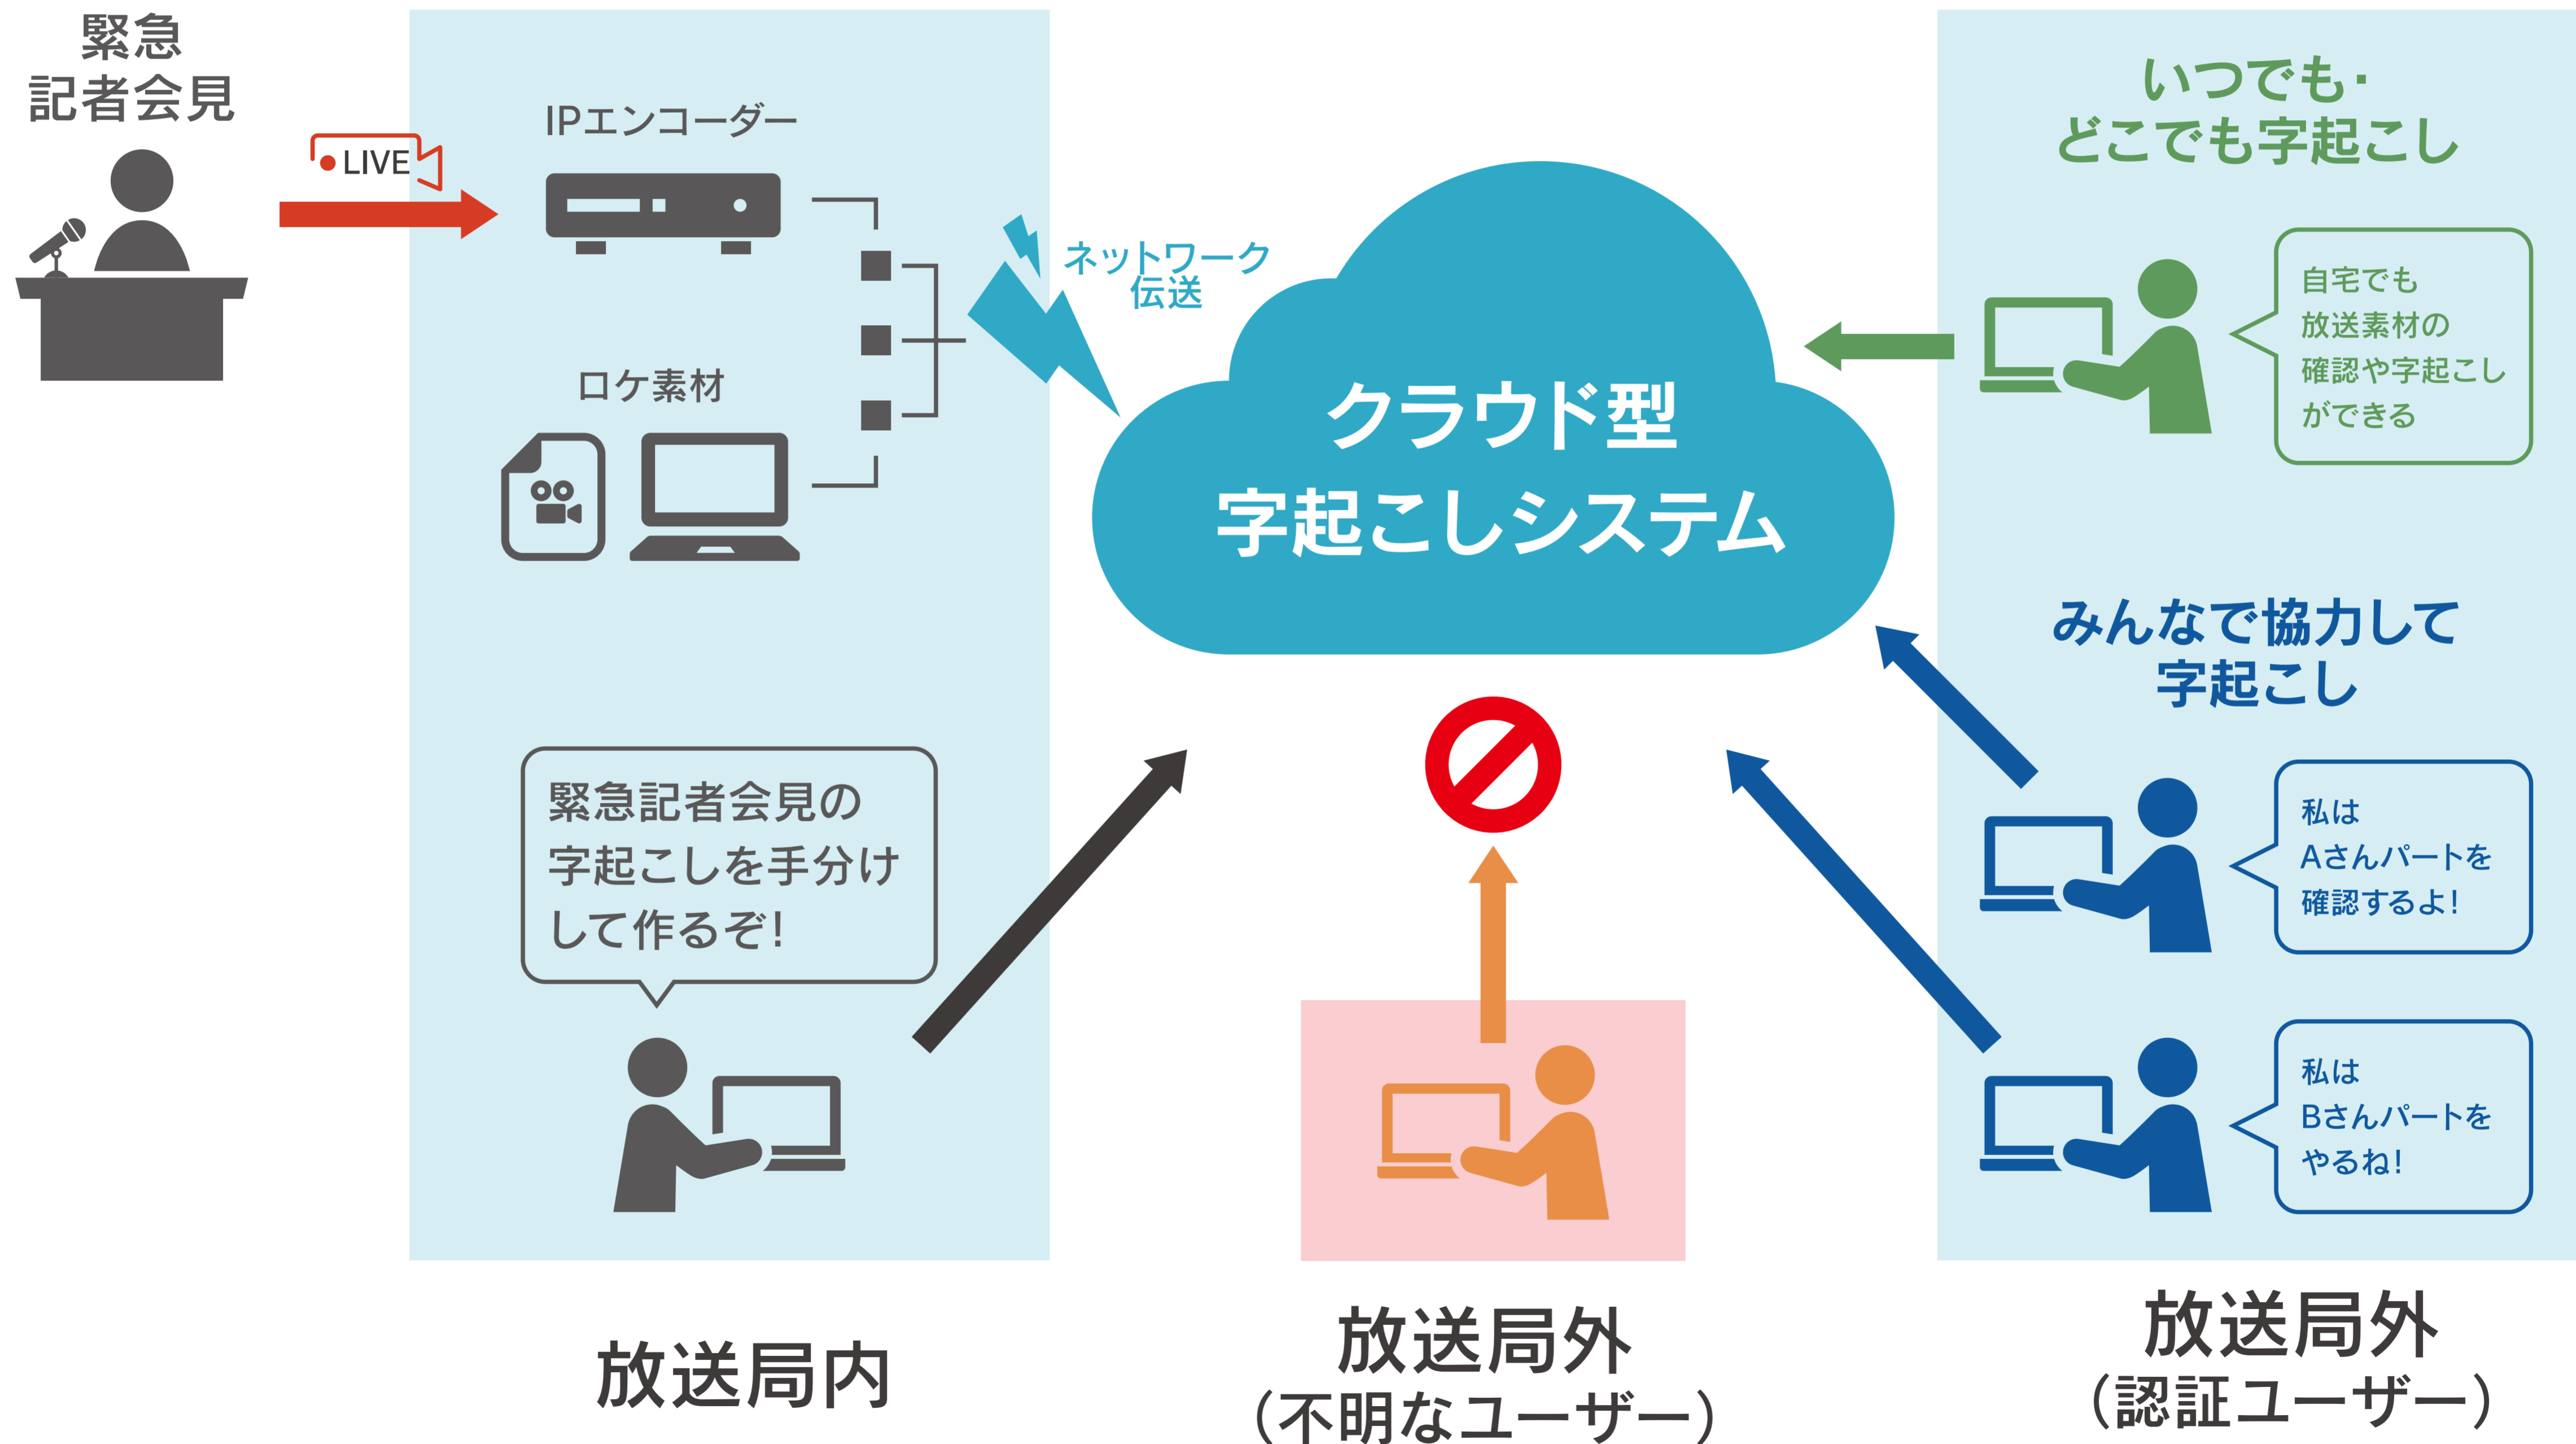 緊急
記者会見
LIVE
IPエンコーダー
ロケ素材
ネットワーク
伝送
クラウド型
字起こしシステム
緊急記者会見の
字起こしを手分け
して作るぞ!
いつでも・
どこでも字起こし
自宅でも
放送素材の
確認や字起こし
ができる
みんなで協力して
字起こし
私は
Aさんパートを
確認するよ!
私は
Bさんパートを
やるね!
放送局内
放送局外
（不明なユーザー）
放送局外
（認証ユーザー）